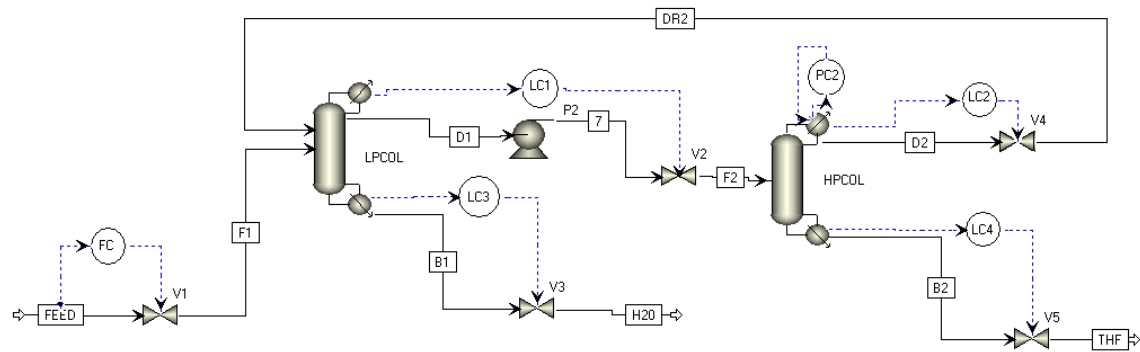 DR2
PC2
LC1
LC2
P2
7
V4
D1
D2
LPCOL
V2
F2
HPCOL
LC3
F1
FC
LC4
B1
V1
V3
B2
V5
FEED
H20
THF